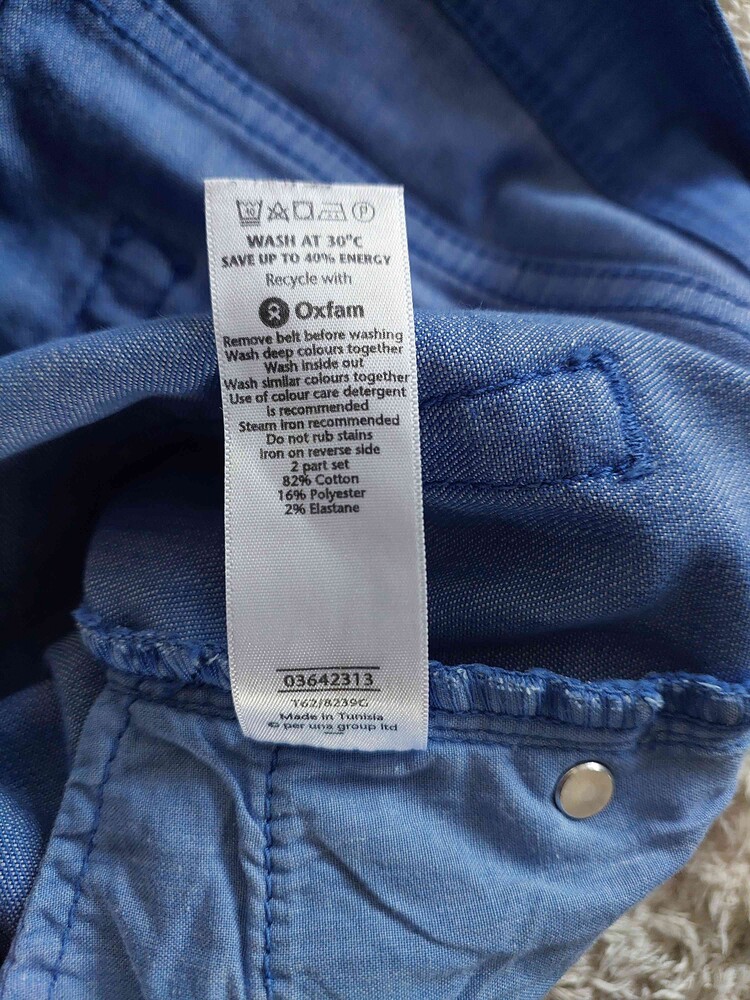 40
P
WASH AT 30°C
SAVE UP TO 40% ENERGY
Recycle with
Oxfam
Remove belt before washing
Wash deep colours together
Wash inside out
Wash similar colours together
Use of colour care detergent
is recommended
Steam iron recommended
Do not rub stains
Iron on reverse side
2 part set
82% Cotton
16% Polyester
2% Elastane
03642313
T62/8239G
Made in Tunisia
© per una group ltd